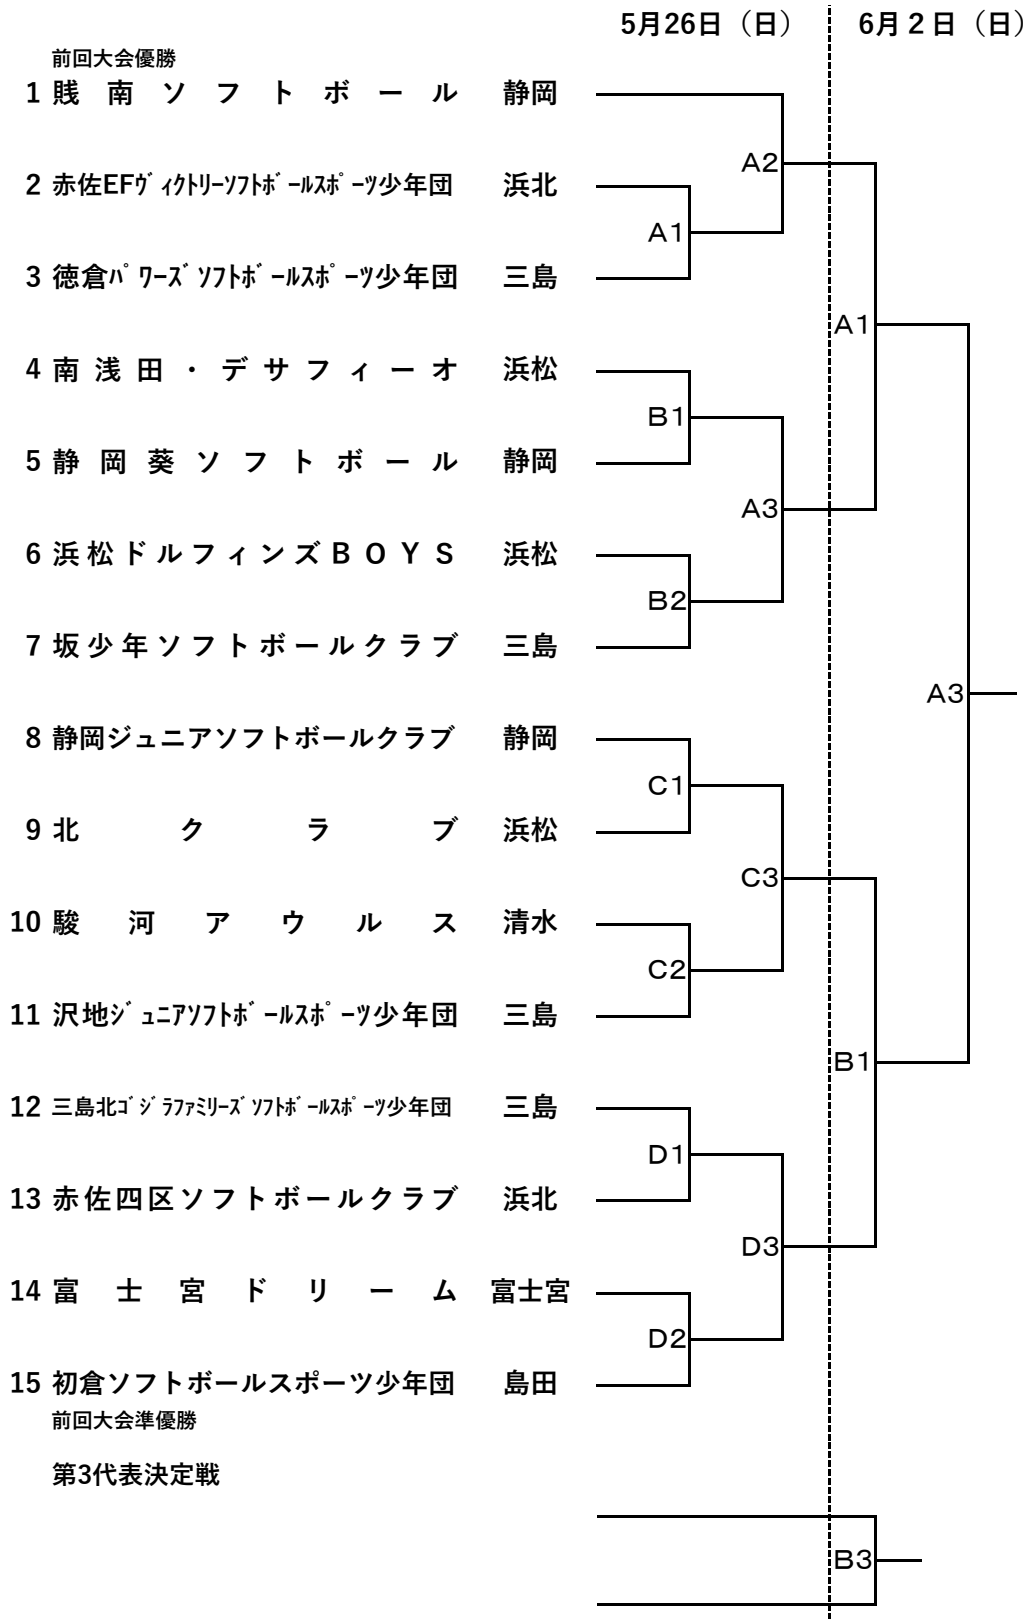 5月26日（日） 6月２日（日）
前回大会優勝
1 賎南ソフトボール 静岡
A2
2 赤佐EFｳﾞｨｸﾄﾘｰｿﾌﾄﾎﾞｰﾙｽﾎﾟｰﾂ少年団 浜北
A1
3 徳倉ﾊﾟﾜｰｽﾞｿﾌﾄﾎﾞｰﾙｽﾎﾟｰﾂ少年団 三島
A1
4 南浅田・デサフィーオ 浜松
B1
5 静岡葵ソフトボール 静岡
A3
6 浜松ドルフィンズＢＯＹＳ 浜松
B2
7 坂少年ソフトボールクラブ 三島
A3
8 静岡ジュニアソフトボールクラブ 静岡
C1
9 北クラブ 浜松
C3
10 駿河アウルス 清水
C2
11 沢地ｼﾞｭﾆｱｿﾌﾄﾎﾞｰﾙｽﾎﾟｰﾂ少年団 三島
B1
12 三島北ｺﾞｼﾞﾗﾌｧﾐﾘｰｽﾞｿﾌﾄﾎﾞｰﾙｽﾎﾟｰﾂ少年団 三島
D1
13 赤佐四区ソフトボールクラブ 浜北
D3
14 富士宮ドリーム 富士宮
D2
15 初倉ソフトボールスポーツ少年団 島田
前回大会準優勝
第3代表決定戦
B3